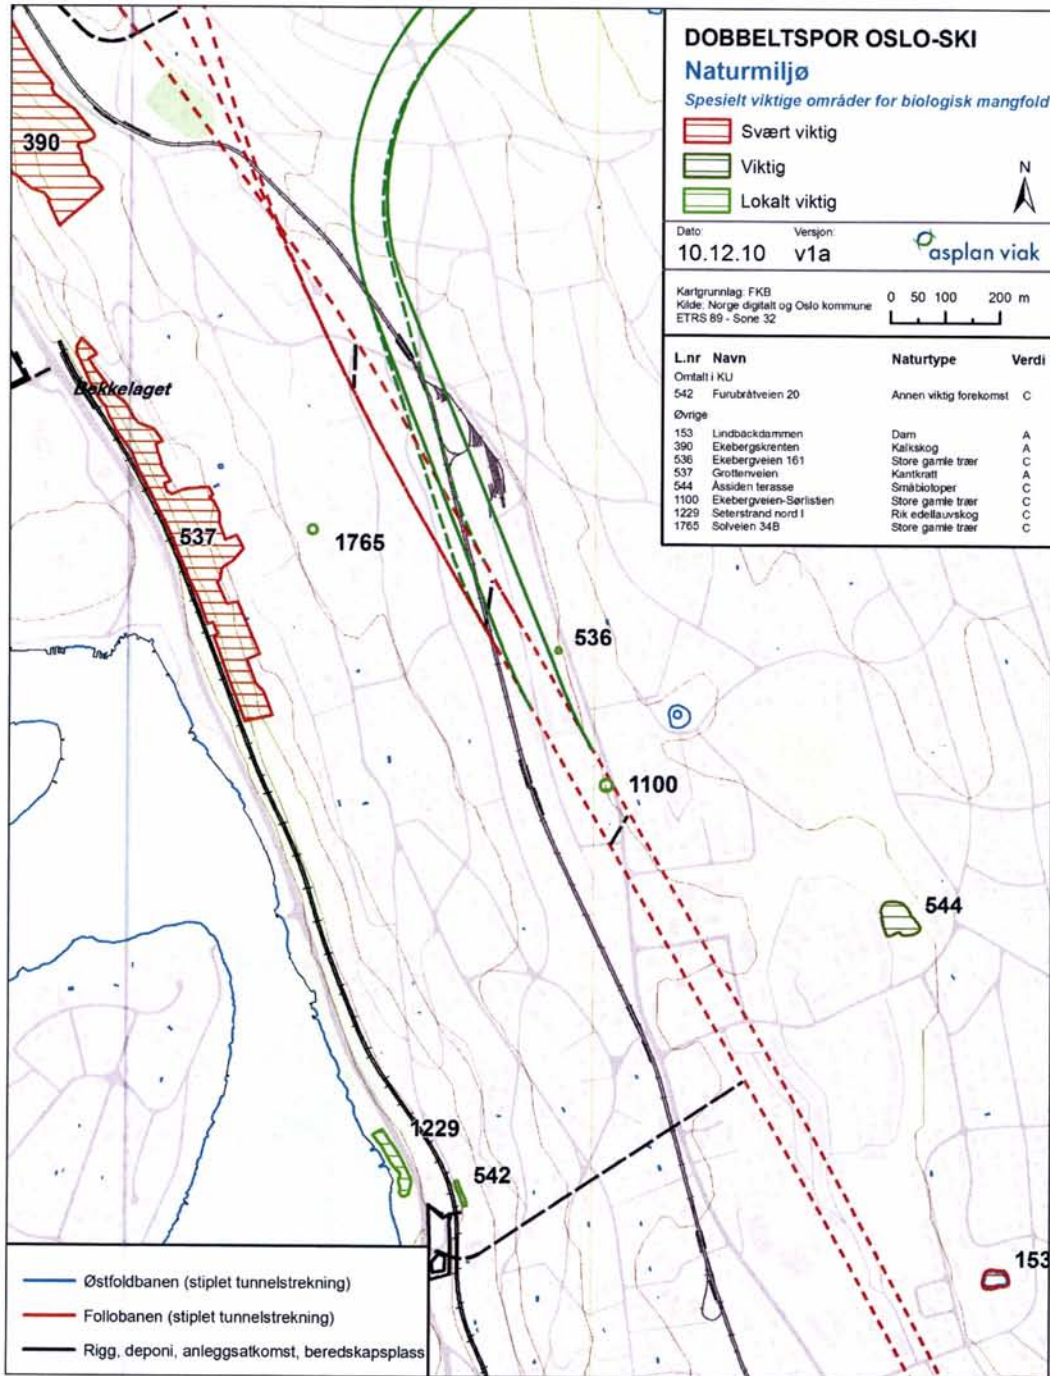 DOBBELTSPOR OSLO-SKI
Naturmiljø
Spesielt viktige områder for biologisk mangfold
Svært viktig
Viktig
Lokalt viktig
N
Dato: Versjon:
10.12.10 v1a
asplan viak
Kartgrunnlag: FKB
Kilde: Norge digitalt og Oslo kommune
ETRS 89 - Sone 32
0 50 100 200 m
L.nr Navn Naturtype Verdi
Omtalt i KU
542 Furubråtveien 20 Annen viktig forekomst C
Øvrige
153 Lindbäckdammen Dam A
390 Ekebergskrenten Kalkskog A
536 Ekebergveien 161 Store gamle trær C
537 Grottenveien Kantkratt A
544 Åssiden terasse Småbiotoper C
1100 Ekebergveien-Sørlistien Store gamle trær C
1229 Seterstrand nord I Rik edellauvskog C
1765 Solveien 34B Store gamle trær C
390
Bekkelaget
537
1765
536
1100
544
1229
542
153
Østfoldbanen (stiplet tunnelstrekning)
Follobanen (stiplet tunnelstrekning)
Rigg, deponi, anleggsatkomst, beredskapsplass